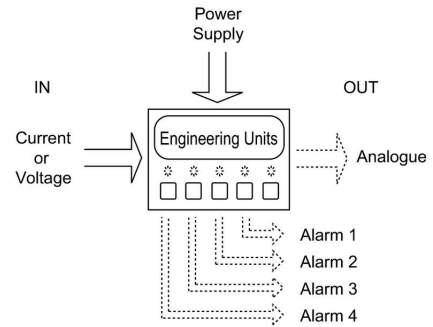 Power
Supply
IN
OUT
Current
or
Voltage
Engineering Units
Analogue
Alarm 1
Alarm 2
Alarm 3
Alarm 4